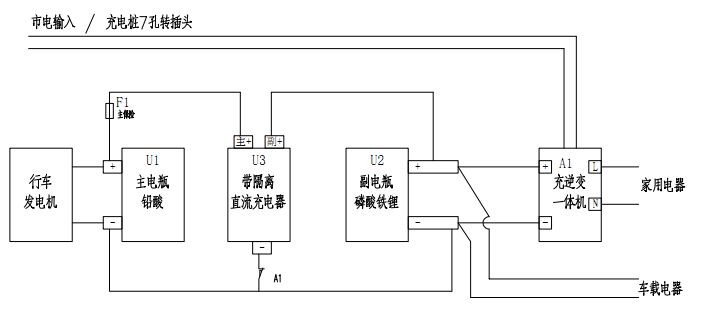 市电输入 / 充电桩7孔转插头
F1
主保险
主+
副+
U1
主电瓶
铅酸
+
-
行车
发电机
U3
带隔离
直流充电器
-
A1
U2
副电瓶
磷酸铁锂
+
-
A1
充逆变
一体机
+
-
L
N
家用电器
车载电器